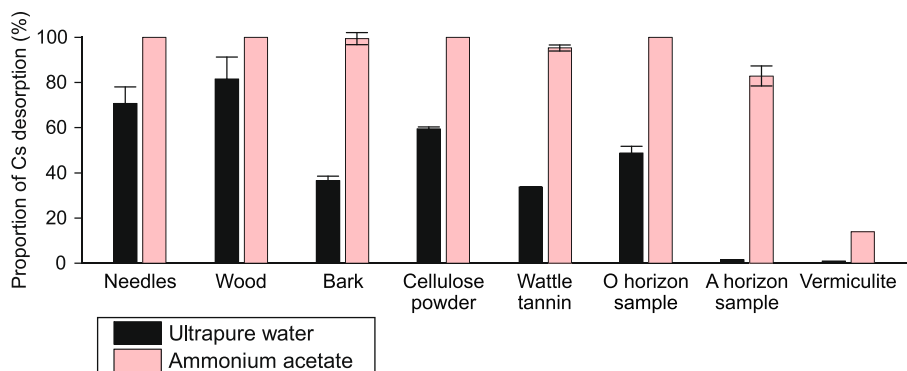 Proportion of Cs desorption (%)
100
80
60
40
20
0
Needles
Wood
Bark
Cellulose
powder
Wattle
tannin
O horizon
sample
A horizon
sample
Vermiculite
Ultrapure water
Ammonium acetate